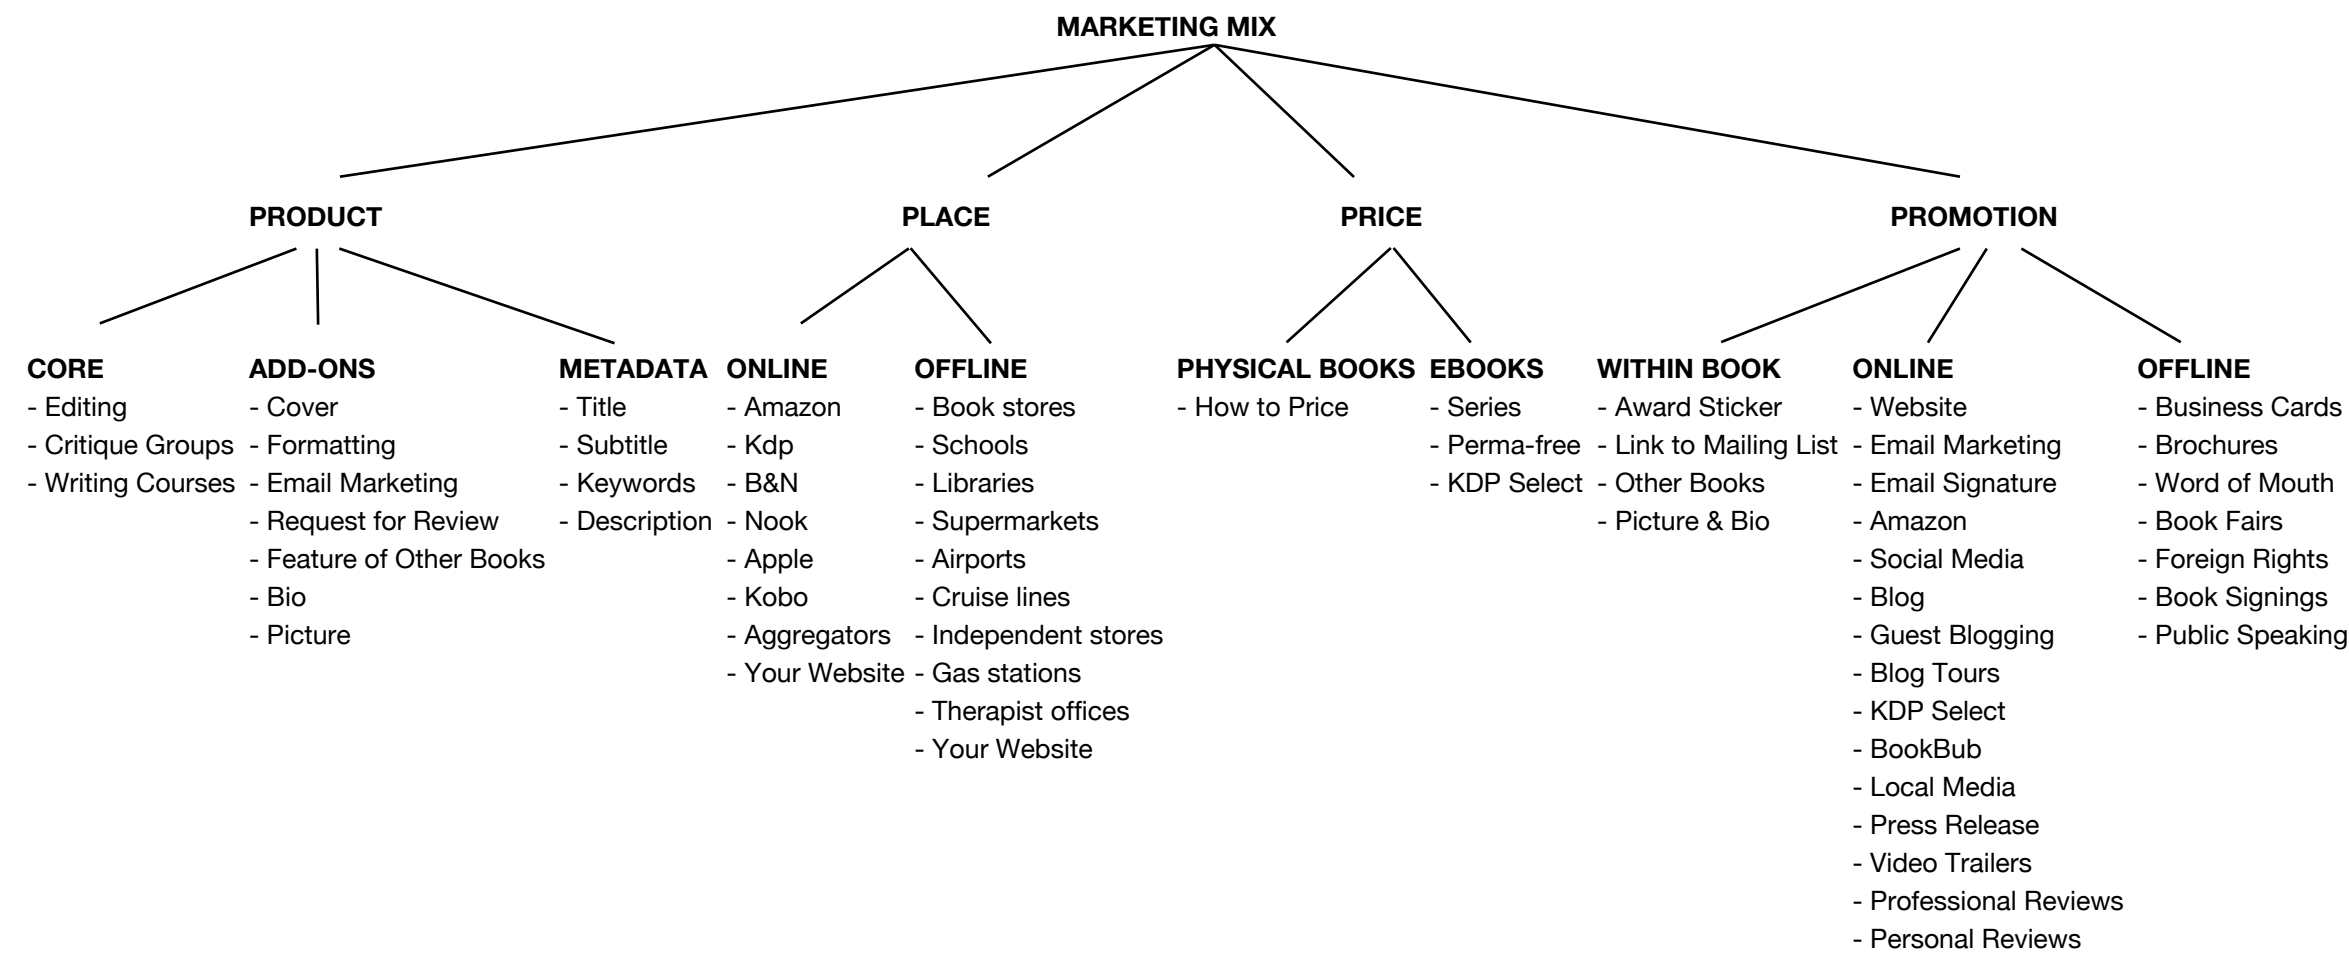 MARKETING MIX
PRODUCT
PLACE
PRICE
PROMOTION
CORE
- Editing
- Critique Groups
- Writing Courses
ADD-ONS
- Cover
- Formatting
- Email Marketing
- Request for Review
- Feature of Other Books
- Bio
- Picture
METADATA
- Title
- Subtitle
- Keywords
- Description
ONLINE
- Amazon
- Kdp
- B&N
- Nook
- Apple
- Kobo
- Aggregators
- Your Website
OFFLINE
- Book stores
- Schools
- Libraries
- Supermarkets
- Airports
- Cruise lines
- Independent stores
- Gas stations
- Therapist offices
- Your Website
PHYSICAL BOOKS
- How to Price
EBOOKS
- Series
- Perma-free
- KDP Select
WITHIN BOOK
- Award Sticker
- Link to Mailing List
- Other Books
- Picture & Bio
ONLINE
- Website
- Email Marketing
- Email Signature
- Amazon
- Social Media
- Blog
- Guest Blogging
- Blog Tours
- KDP Select
- BookBub
- Local Media
- Press Release
- Video Trailers
- Professional Reviews
- Personal Reviews
OFFLINE
- Business Cards
- Brochures
- Word of Mouth
- Book Fairs
- Foreign Rights
- Book Signings
- Public Speaking